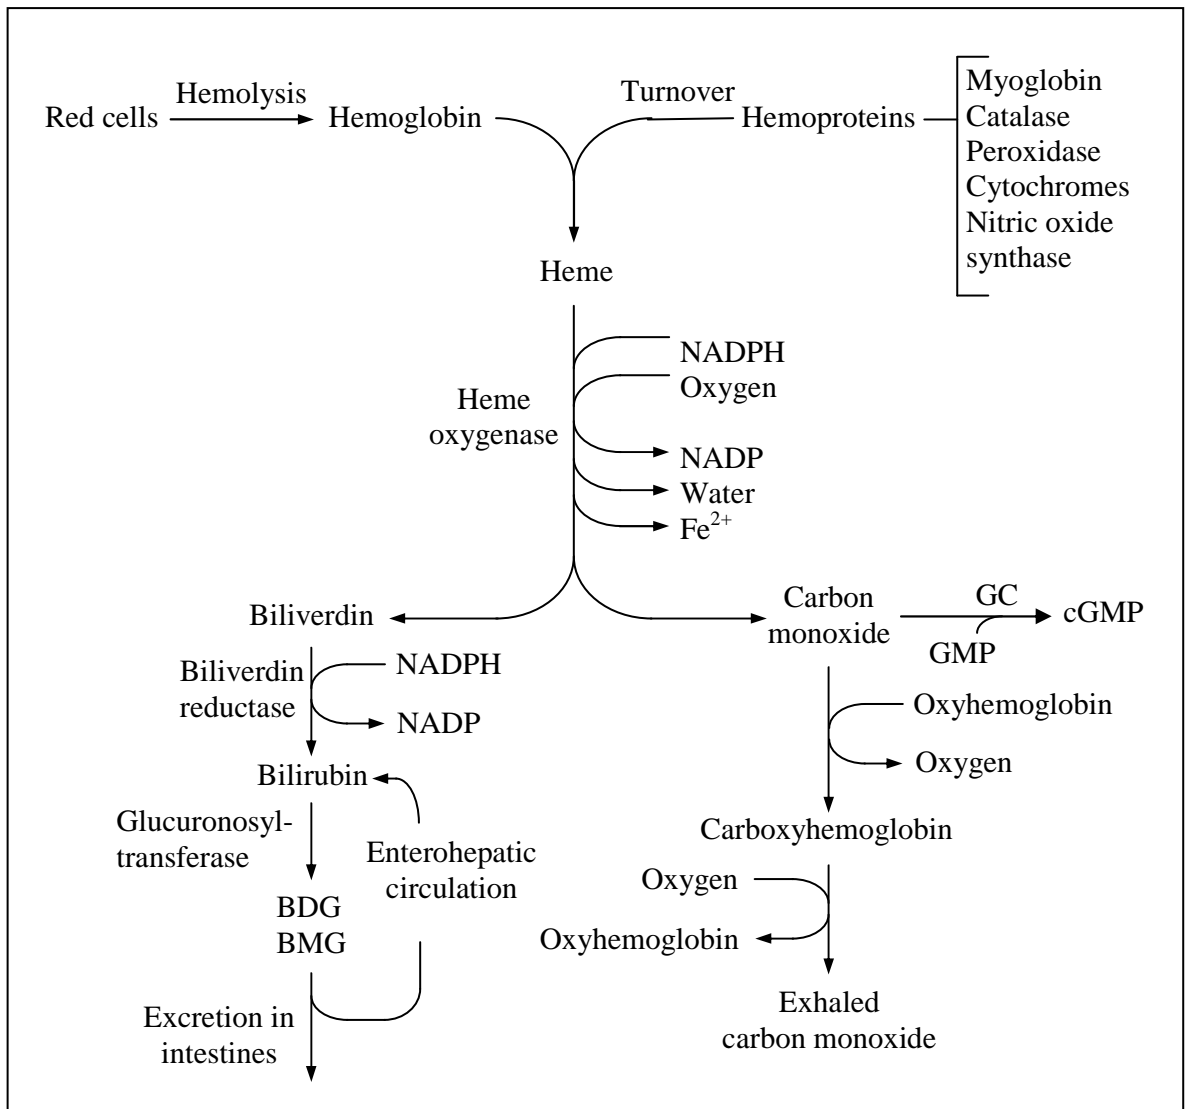 Red cells
Hemolysis
Hemoglobin
Turnover
Hemoproteins
Myoglobin
Catalase
Peroxidase
Cytochromes
Nitric oxide
synthase
Heme
Heme
oxygenase
NADPH
Oxygen
NADP
Water
Fe²⁺
Biliverdin
Carbon
monoxide
GC
GMP
cGMP
Biliverdin
reductase
NADPH
NADP
Oxyhemoglobin
Oxygen
Bilirubin
Glucuronosyl-
transferase
Enterohepatic
circulation
Carboxyhemoglobin
BDG
BMG
Oxygen
Oxyhemoglobin
Excretion in
intestines
Exhaled
carbon monoxide